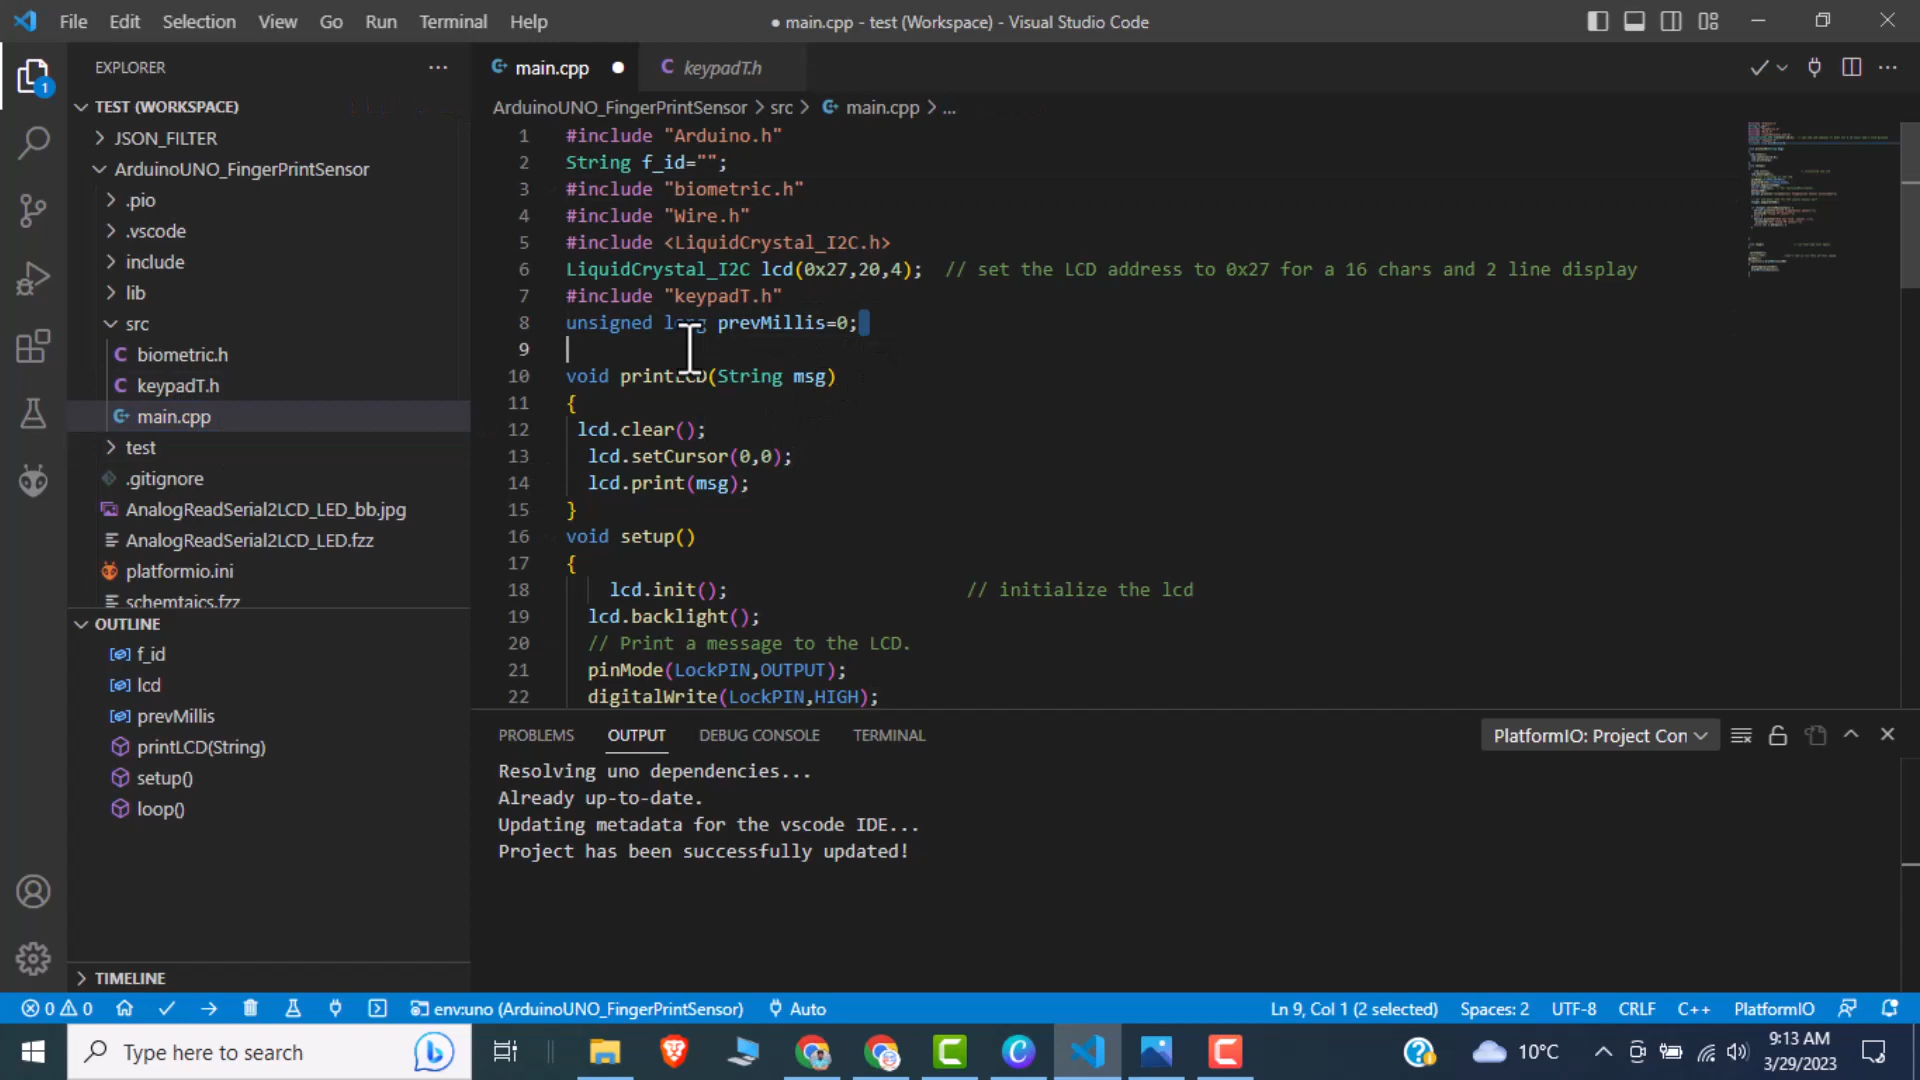 File Edit Selection View Go Run Terminal Help
● main.cpp - test (Workspace) - Visual Studio Code
1
EXPLORER
TEST (WORKSPACE)
JSON_FILTER
ArduinoUNO_FingerPrintSensor
.pio
.vscode
include
lib
src
biometric.h
keypadT.h
main.cpp
test
.gitignore
AnalogReadSerial2LCD_LED_bb.jpg
AnalogReadSerial2LCD_LED.fzz
platformio.ini
schemtaics.fzz
OUTLINE
f_id
lcd
prevMillis
printLCD(String)
setup()
loop()
TIMELINE
main.cpp ●
keypadT.h
ArduinoUNO_FingerPrintSensor > src > main.cpp > ...
1 #include "Arduino.h"
2 String f_id="";
3 #include "biometric.h"
4 #include "Wire.h"
5 #include <LiquidCrystal_I2C.h>
6 LiquidCrystal_I2C lcd(0x27,20,4);  // set the LCD address to 0x27 for a 16 chars and 2 line display
7 #include "keypadT.h"
8 unsigned long prevMillis=0;
9
10 void printLCD(String msg)
11 {
12 lcd.clear();
13 lcd.setCursor(0,0);
14 lcd.print(msg);
15 }
16 void setup()
17 {
18 lcd.init(); // initialize the lcd
19 lcd.backlight();
20 // Print a message to the LCD.
21 pinMode(LockPIN,OUTPUT);
22 digitalWrite(LockPIN,HIGH);
PROBLEMS OUTPUT DEBUG CONSOLE TERMINAL
PlatformIO: Project Con
Resolving uno dependencies...
Already up-to-date.
Updating metadata for the vscode IDE...
Project has been successfully updated!
0 0 env:uno (ArduinoUNO_FingerPrintSensor) Auto
Ln 9, Col 1 (2 selected) Spaces: 2 UTF-8 CRLF C++ PlatformIO
Type here to search
10°C
9:13 AM
3/29/2023